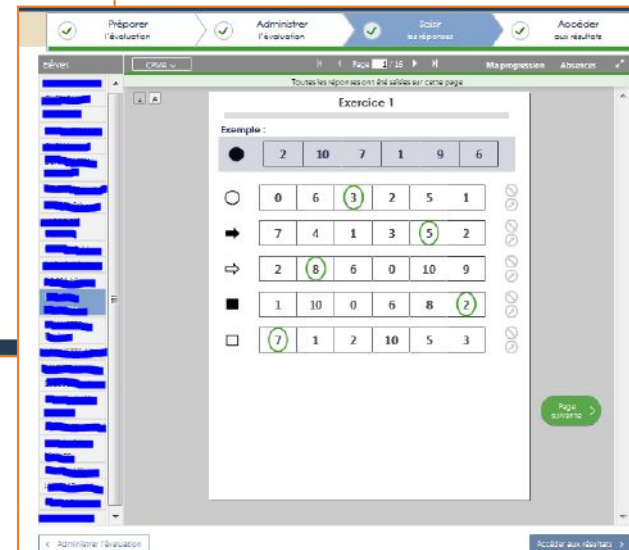 Préparer
l'évaluation
Administrer
l'évaluation
Saisir
les réponses
Accéder
aux résultats
Elèves
CPMA
Page 1 / 16
Ma progression
Absences
Toutes les réponses ont été saisies sur cette page
A A
Exercice 1
Exemple :
2 10 7 1 9 6
0 6 3 2 5 1
7 4 1 3 5 2
2 8 6 0 10 9
1 10 0 6 8 2
7 1 2 10 5 3
Page
suivante >
< Administrer l'évaluation
Accéder aux résultats >